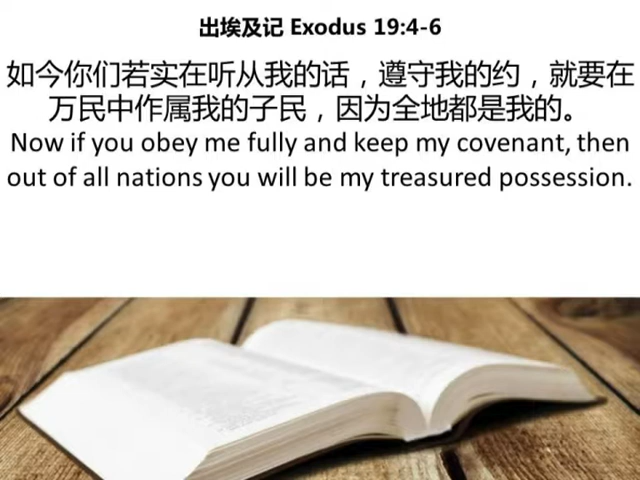 出埃及记 Exodus 19:4-6
如今你们若实在听从我的话，遵守我的约，就要在
万民中作属我的子民，因为全地都是我的。
Now if you obey me fully and keep my covenant, then
out of all nations you will be my treasured possession.